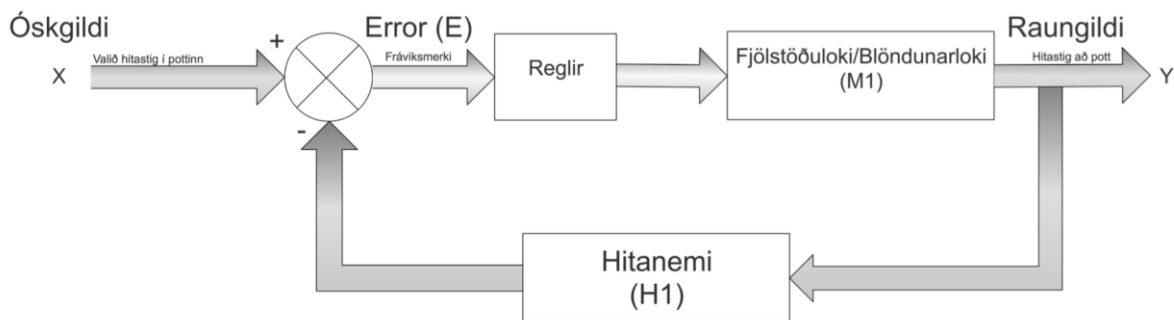 Óskgildi
Valið hitastig í pottinn
X
+
-
Error (E)
Fráviksmerki
Reglir
Fjölstöðuloki/Blöndunarloki
(M1)
Raungildi
Hitastig að pott
Y
Hitanemi
(H1)